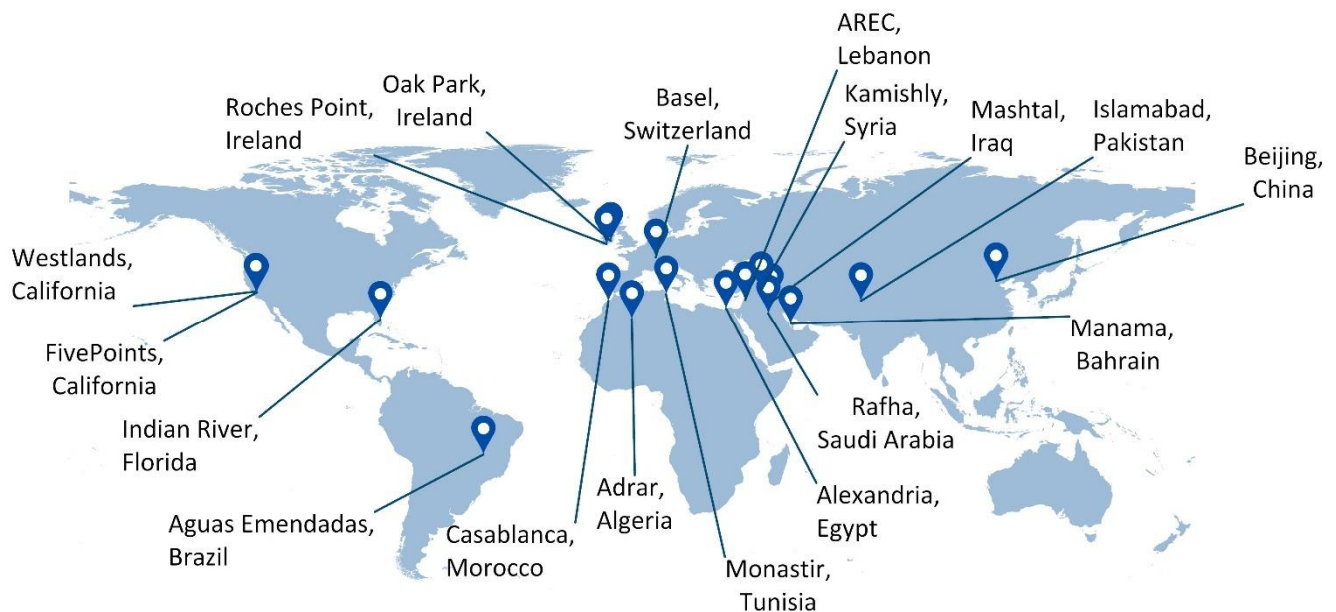 AREC,
Lebanon
Oak Park,
Ireland
Roches Point,
Ireland
Basel,
Switzerland
Kamishly,
Syria
Mashtal,
Iraq
Islamabad,
Pakistan
Beijing,
China
Westlands,
California
FivePoints,
California
Indian River,
Florida
Aguas Emendadas,
Brazil
Casablanca,
Morocco
Adrar,
Algeria
Monastir,
Tunisia
Alexandria,
Egypt
Rafha,
Saudi Arabia
Manama,
Bahrain